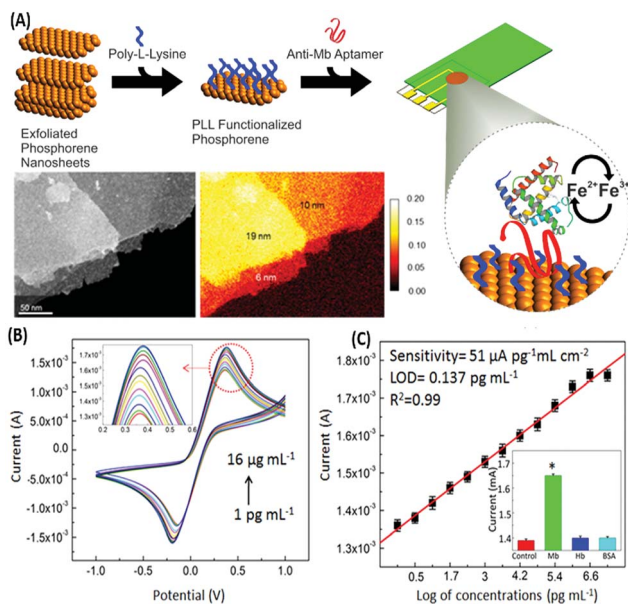 (A)
Poly-L-Lysine
Anti-Mb Aptamer
Exfoliated
Phosphorene
Nanosheets
PLL Functionalized
Phosphorene
Fe2+ Fe3+
50 nm
19 nm
10 nm
6 nm
0.20
0.15
0.10
0.05
0.00
(B)
1.5x10⁻³
1.0x10⁻³
5.0x10⁻⁴
0.0
-5.0x10⁻⁴
-1.0x10⁻³
-1.5x10⁻³
Current (A)
1.7x10⁻³
1.6x10⁻³
1.5x10⁻³
1.4x10⁻³
1.3x10⁻³
0.2 0.3 0.4 0.5 0.6
16 µg mL⁻¹
1 pg mL⁻¹
-1.0 -0.5 0.0 0.5 1.0
Potential (V)
(C)
Sensitivity= 51 µA pg⁻¹mL cm⁻²
LOD= 0.137 pg mL⁻¹
R²=0.99
1.8x10⁻³
1.7x10⁻³
1.6x10⁻³
1.5x10⁻³
1.4x10⁻³
1.3x10⁻³
Current (A)
1.7
1.6
1.5
1.4
Current (mA)
*
Control Mb Hb BSA
0.5 1.7 3 4.2 5.4 6.6
Log of concentrations (pg mL⁻¹)